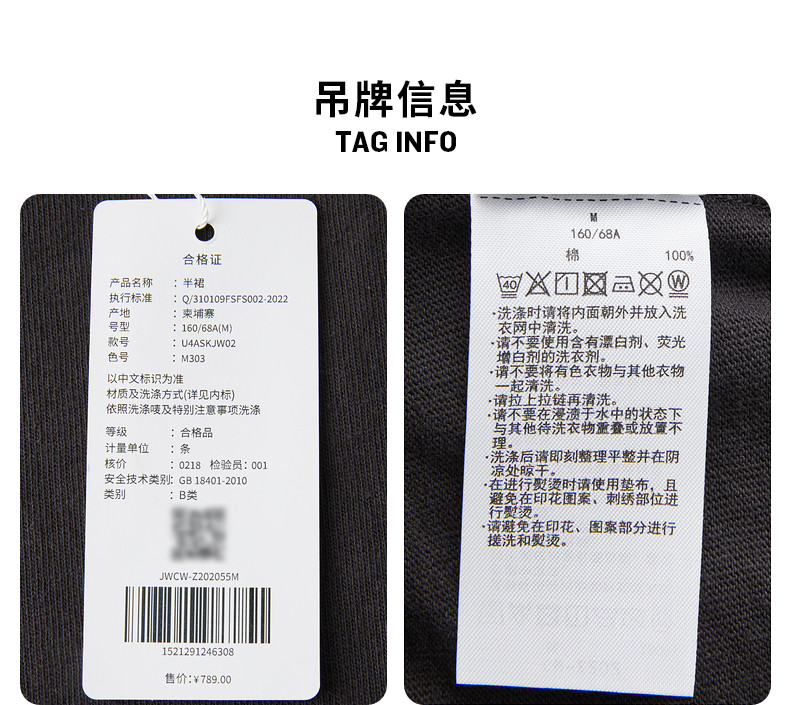 吊牌信息
TAG INFO
合格证
产品名称 ：半裙
执行标准 ：Q/310109FSFS002-2022
产地 ：柬埔寨
号型 ：160/68A(M)
款号 ：U4ASKJW02
色号 ：M303
以中文标识为准
材质及洗涤方式(详见内标)
依照洗涤唛及特别注意事项洗涤
等级 ：合格品
计量单位 ：条
核价 ：0218 检验员：001
安全技术类别：GB 18401-2010
类别 ：B类
JWCW-Z202055M
1521291246308
售价:￥789.00
M
160/68A
棉 100%
40
W
·洗涤时请将内面朝外并放入洗
衣网中清洗。
·请不要使用含有漂白剂、荧光
增白剂的洗衣剂。
·请不要将有色衣物与其他衣物
一起清洗。
·请拉上拉链再清洗。
·请不要在浸渍于水中的状态下
与其他待洗衣物重叠或放置不
理。
·洗涤后请即刻整理平整并在阴
凉处晾干。
·在进行熨烫时请使用垫布，且
避免在印花图案、刺绣部位进
行熨烫。
·请避免在印花、图案部分进行
搓洗和熨烫。